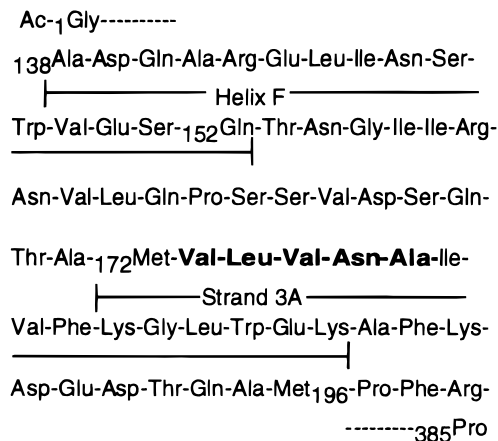 Ac-1Gly----------
138Ala-Asp-Gln-Ala-Arg-Glu-Leu-Ile-Asn-Ser-
Helix F
Trp-Val-Glu-Ser-152Gln-Thr-Asn-Gly-Ile-Ile-Arg-
Asn-Val-Leu-Gln-Pro-Ser-Ser-Val-Asp-Ser-Gln-
Thr-Ala-172Met-Val-Leu-Val-Asn-Ala-Ile-
Strand 3A
Val-Phe-Lys-Gly-Leu-Trp-Glu-Lys-Ala-Phe-Lys-
Asp-Glu-Asp-Thr-Gln-Ala-Met196-Pro-Phe-Arg-
---------385Pro